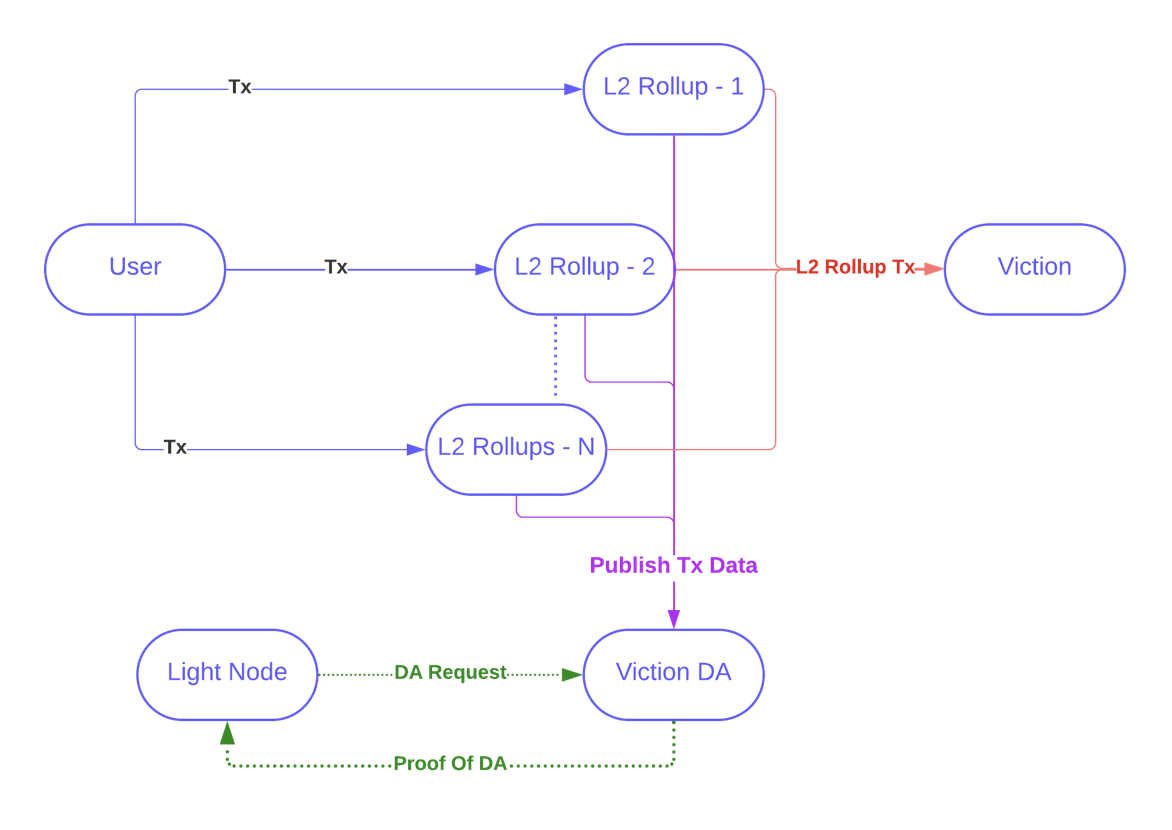 Tx
L2 Rollup - 1
User
Tx
L2 Rollup - 2
L2 Rollup Tx
Viction
Tx
L2 Rollups - N
Publish Tx Data
Light Node
DA Request
Viction DA
Proof Of DA